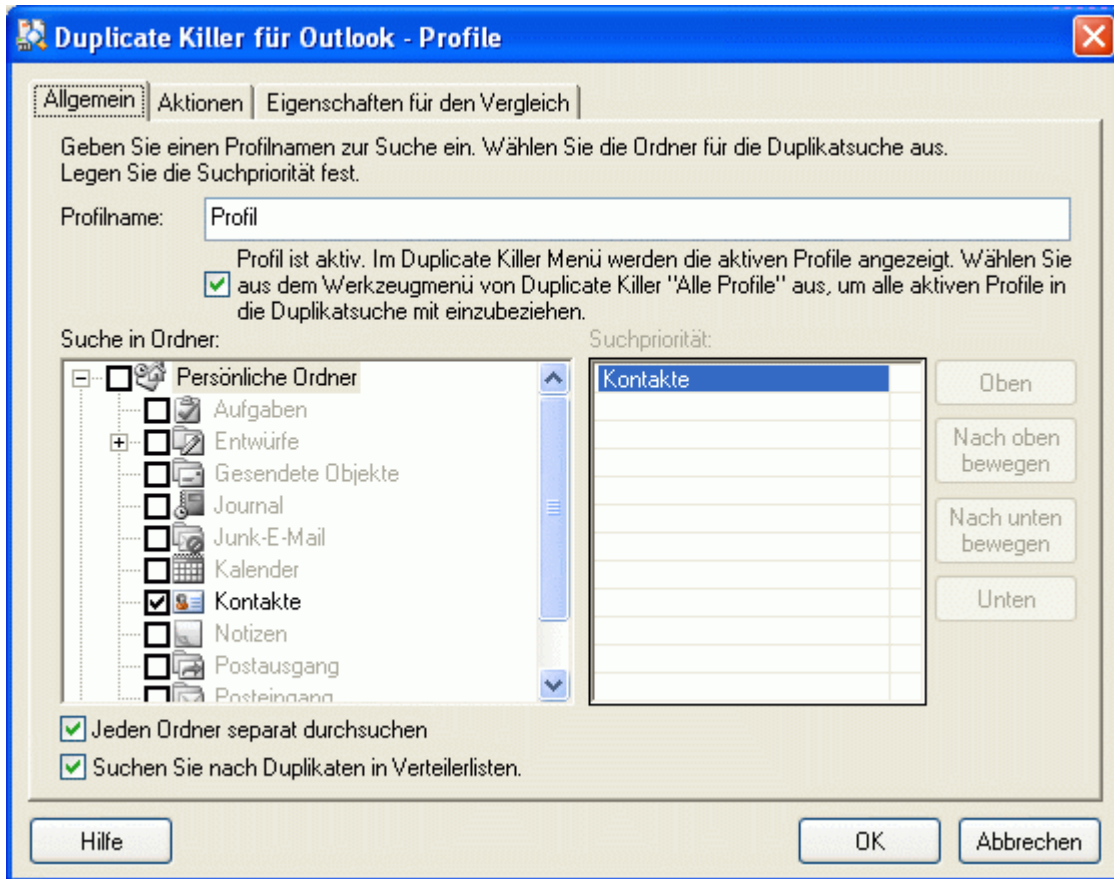 Duplicate Killer für Outlook - Profile
Allgemein
Aktionen
Eigenschaften für den Vergleich
Geben Sie einen Profilnamen zur Suche ein. Wählen Sie die Ordner für die Duplikatsuche aus.
Legen Sie die Suchpriorität fest.
Profilname:
Profil
Profil ist aktiv. Im Duplicate Killer Menü werden die aktiven Profile angezeigt. Wählen Sie
aus dem Werkzeugmenü von Duplicate Killer "Alle Profile" aus, um alle aktiven Profile in
die Duplikatsuche mit einzubeziehen.
Suche in Ordner:
Persönliche Ordner
Aufgaben
Entwürfe
Gesendete Objekte
Journal
Junk-E-Mail
Kalender
Kontakte
Notizen
Postausgang
Posteingang
Suchpriorität:
Kontakte
Oben
Nach oben
bewegen
Nach unten
bewegen
Unten
Jeden Ordner separat durchsuchen
Suchen Sie nach Duplikaten in Verteilerlisten.
Hilfe
OK
Abbrechen